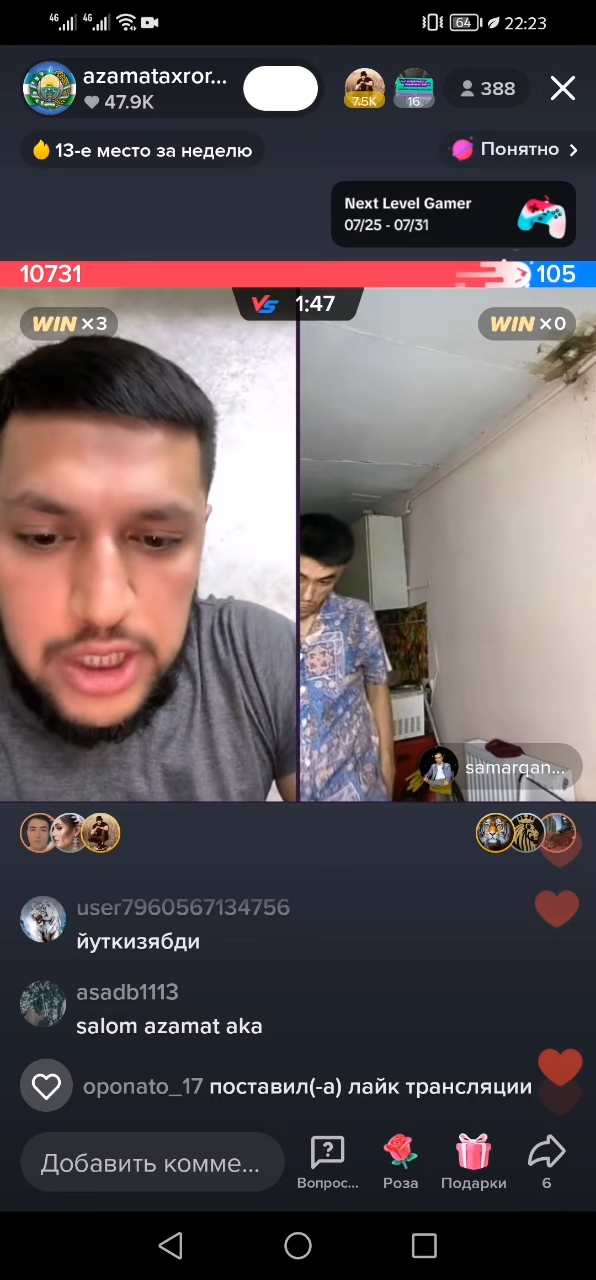 4G 4G 64 22:23
azamataxror...
47.9K
7.5K 16 388
13-е место за неделю
Понятно
Next Level Gamer
07/25 - 07/31
10731 105
VS 1:47
WIN ×3 WIN ×0
samarqan...
user7960567134756
йуткизябди
asadb1113
salom azamat aka
oponato_17 поставил(-а) лайк трансляции
Добавить комме...
Вопрос... Роза Подарки 6